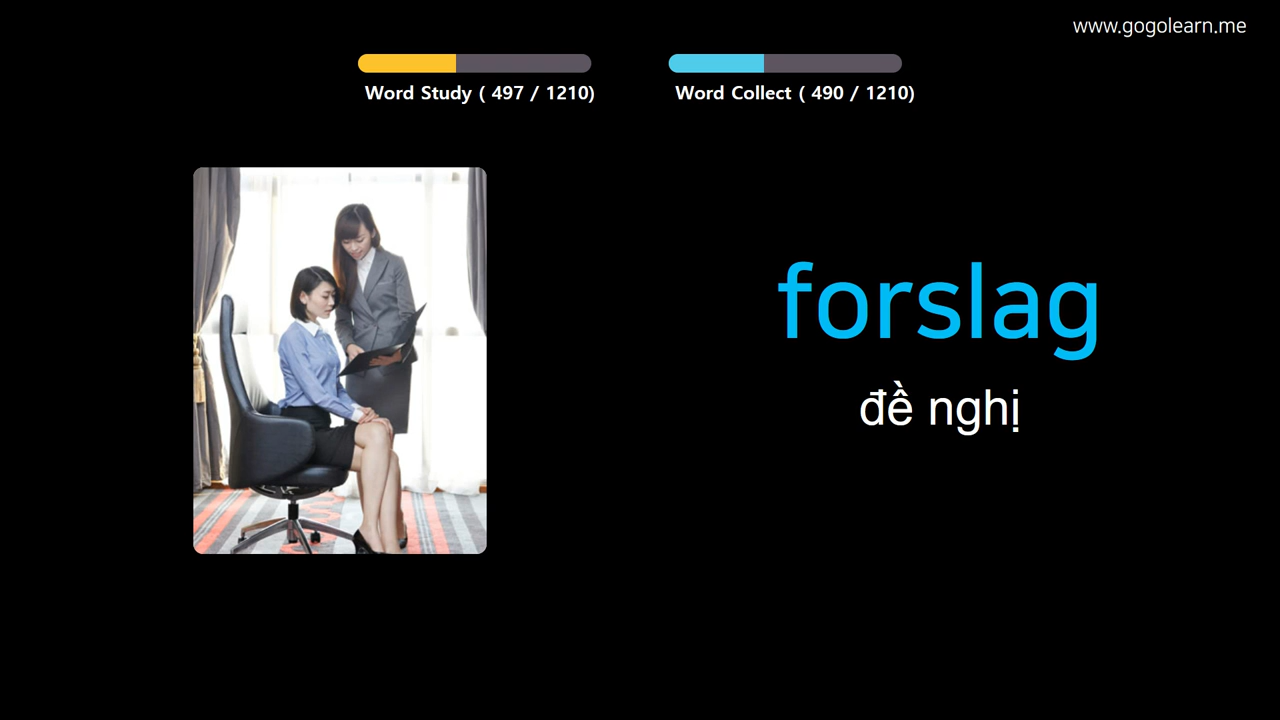 www.gogolearn.me
Word Study ( 497 / 1210)
Word Collect ( 490 / 1210)
forslag
đề nghị